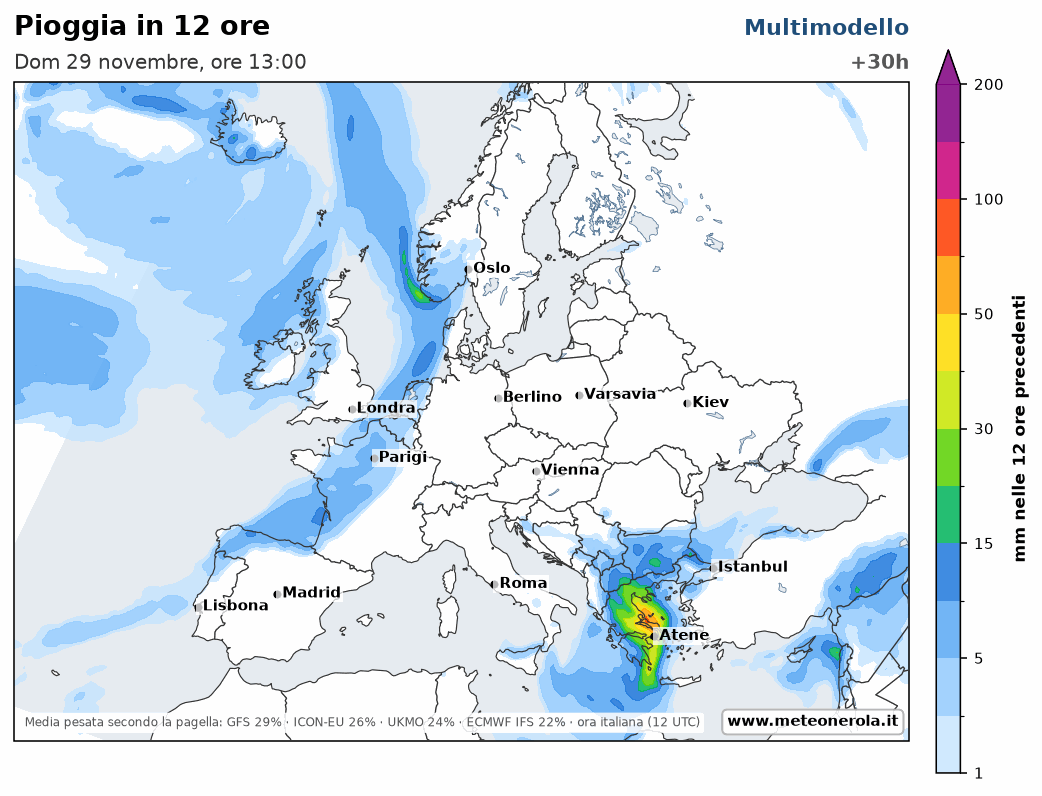 Pioggia in 12 ore
Multimodello
Dom 29 novembre, ore 13:00
+30h
200
100
50
30
15
5
1
mm nelle 12 ore precedenti
Oslo
Londra
Berlino
Varsavia
Kiev
Parigi
Vienna
Istanbul
Roma
Madrid
Lisbona
Atene
Media pesata secondo la pagella: GFS 29% · ICON-EU 26% · UKMO 24% · ECMWF IFS 22% · ora italiana (12 UTC)
www.meteonerola.it